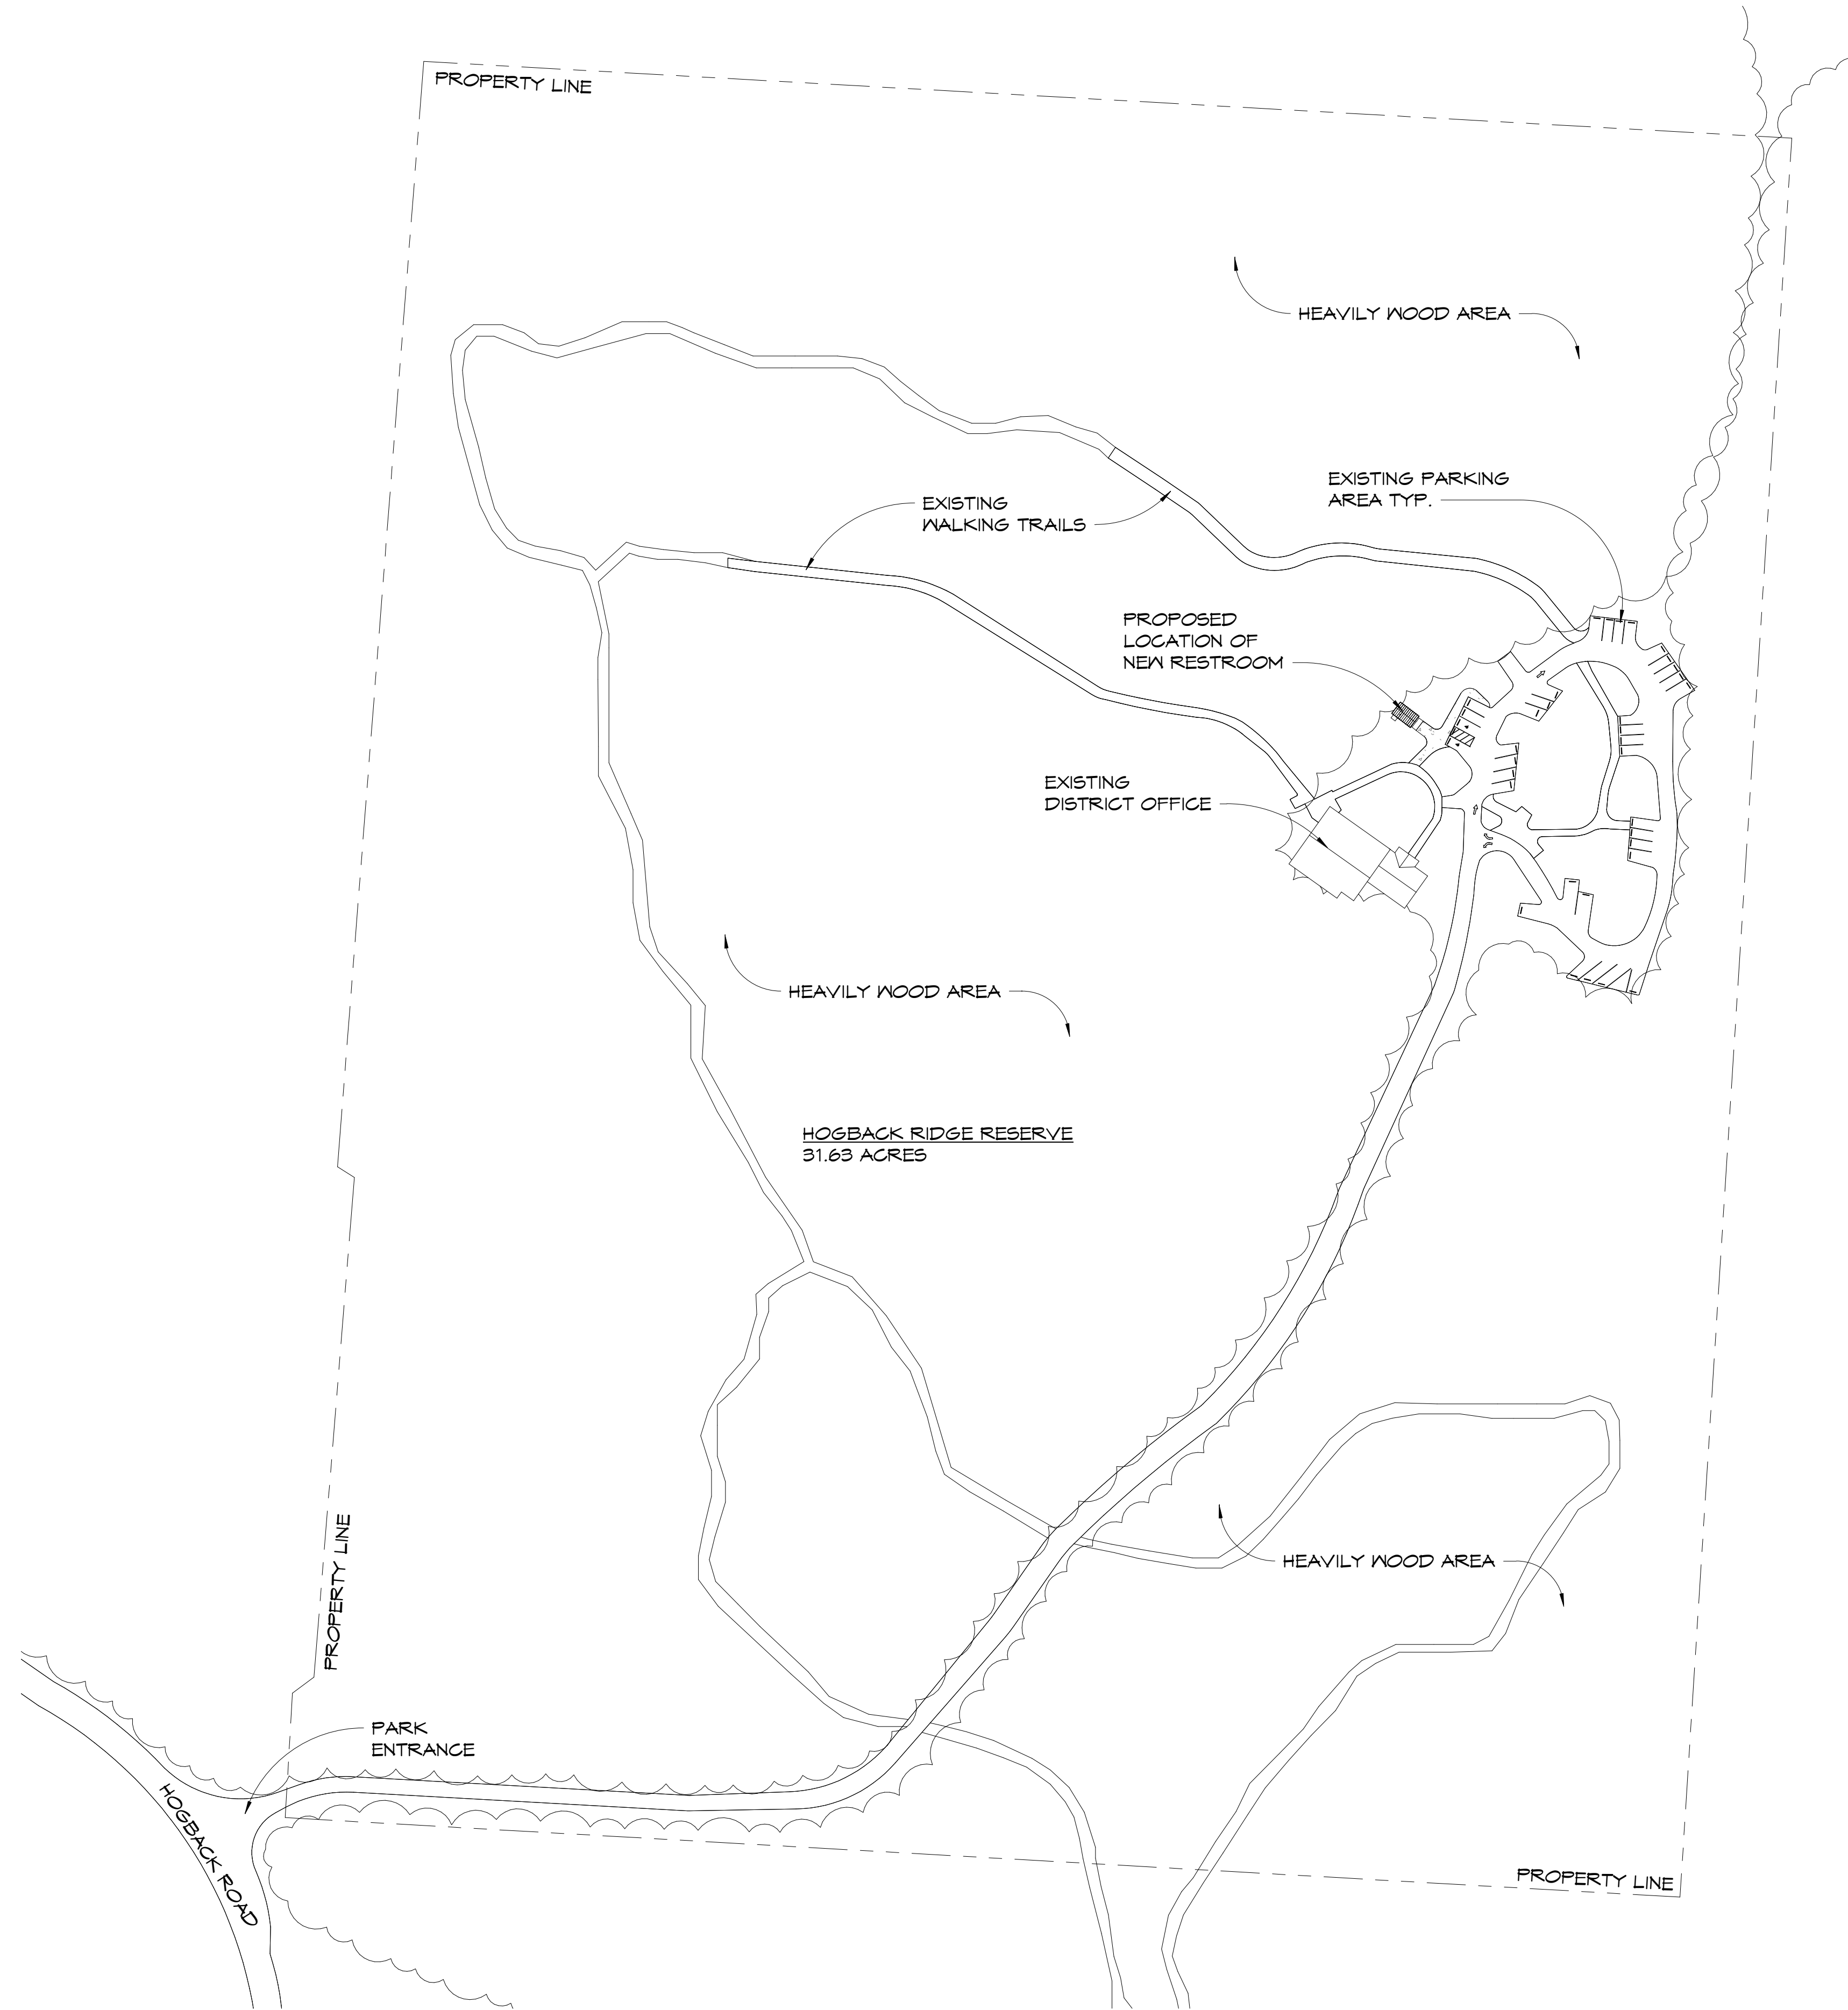 PROPERTY LINE
HEAVILY WOOD AREA
EXISTING PARKING
AREA TYP.
EXISTING
WALKING TRAILS
PROPOSED
LOCATION OF
NEW RESTROOM
EXISTING
DISTRICT OFFICE
HEAVILY WOOD AREA
HOGBACK RIDGE RESERVE
31.63 ACRES
PROPERTY LINE
HEAVILY WOOD AREA
PARK
ENTRANCE
HOGBACK ROAD
PROPERTY LINE